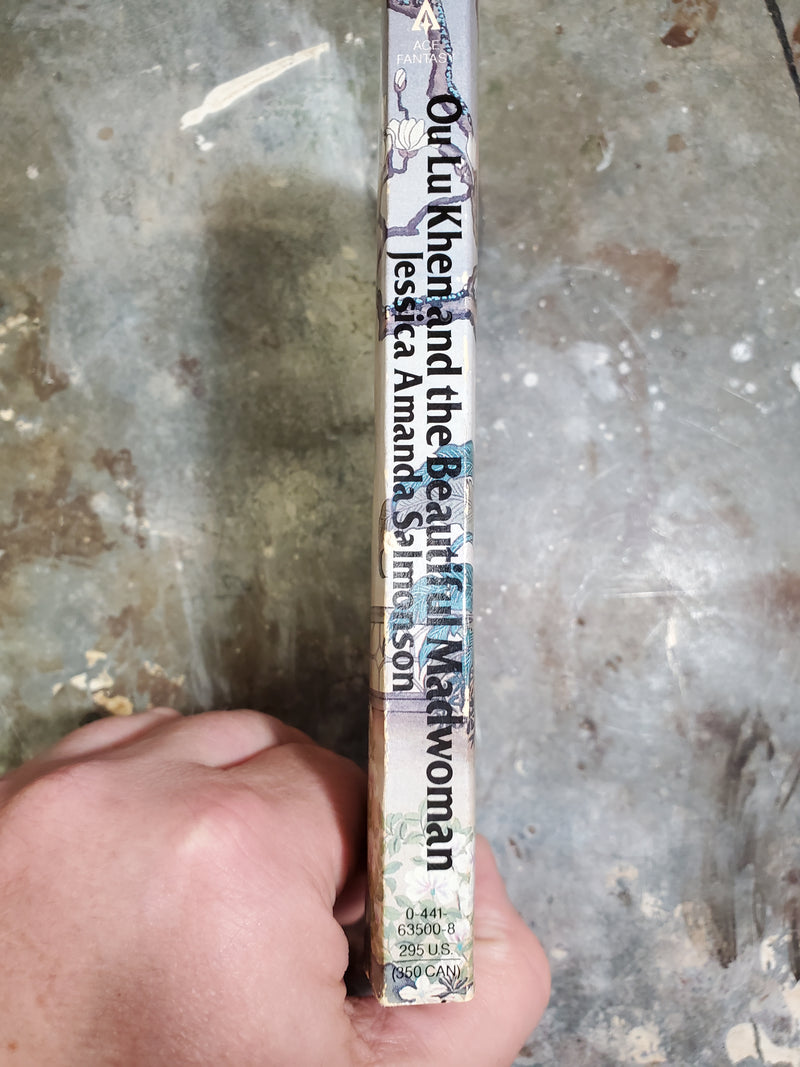 ACE
FANTASY
Ou Lu Khen and the Beautiful Madwoman
Jessica Amanda Salmonson
0-441-
63500-8
295 U.S.
(350 CAN)